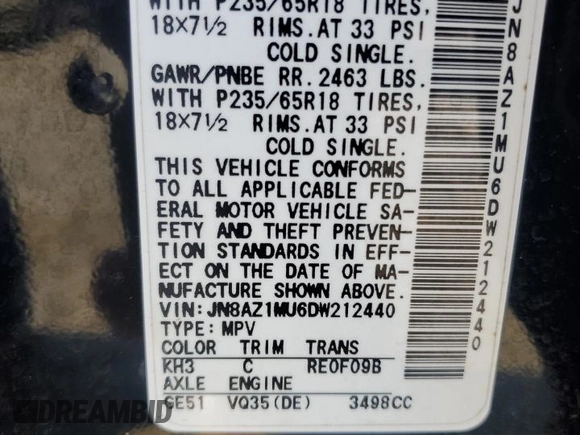 WITH P235/65R18 TIRES,
18X7½ RIMS. AT 33 PSI
COLD SINGLE.
GAWR/PNBE RR. 2463 LBS.
WITH P235/65R18 TIRES,
18X7½ RIMS. AT 33 PSI
COLD SINGLE.
THIS VEHICLE CONFORMS
TO ALL APPLICABLE FED-
ERAL MOTOR VEHICLE SA-
FETY AND THEFT PREVEN-
TION STANDARDS IN EFF-
ECT ON THE DATE OF MA-
NUFACTURE SHOWN ABOVE.
VIN: JN8AZ1MU6DW212440
TYPE: MPV
COLOR TRIM TRANS
KH3 C RE0F09B
AXLE ENGINE
GE51 VQ35(DE) 3498CC
JN8AZ1MU6DW212440
DREAMBID